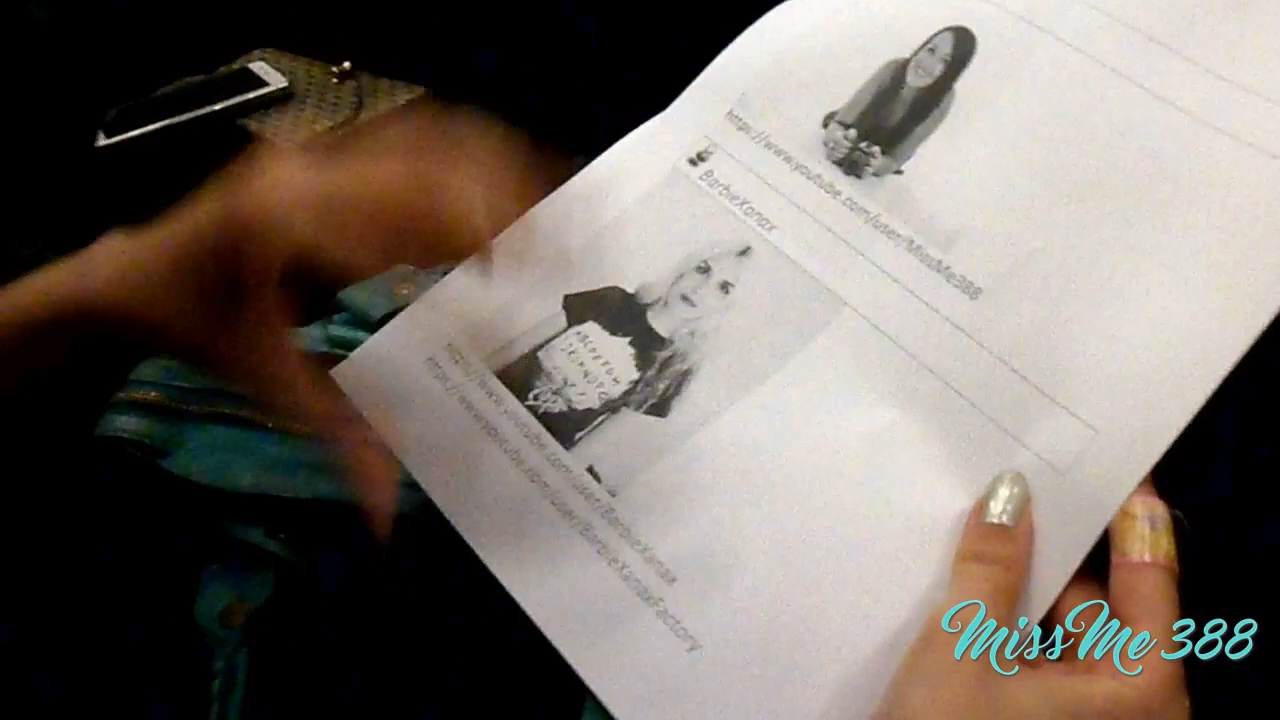 https://www.youtube.com/user/MissMe388
BarbieXanax
https://www.youtube.com/user/BarbieXanax
https://www.youtube.com/user/BarbieXanaxFactory
MissMe 388